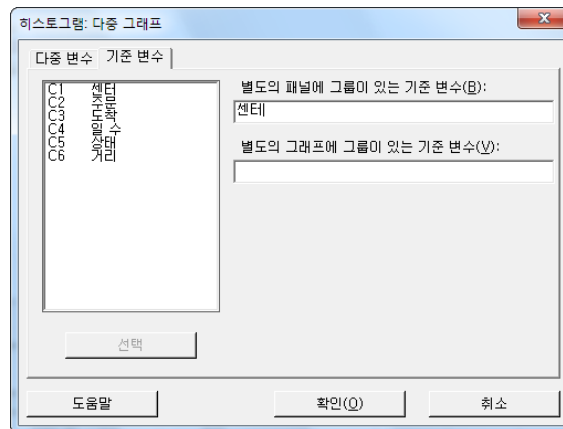 히스토그램: 다중 그래프
다중 변수 기준 변수
C1 센터
C2 주문
C3 도착
C4 일 수
C5 상태
C6 거리
별도의 패널에 그룹이 있는 기준 변수(B):
센터
별도의 그래프에 그룹이 있는 기준 변수(V):
선택
도움말 확인(O) 취소